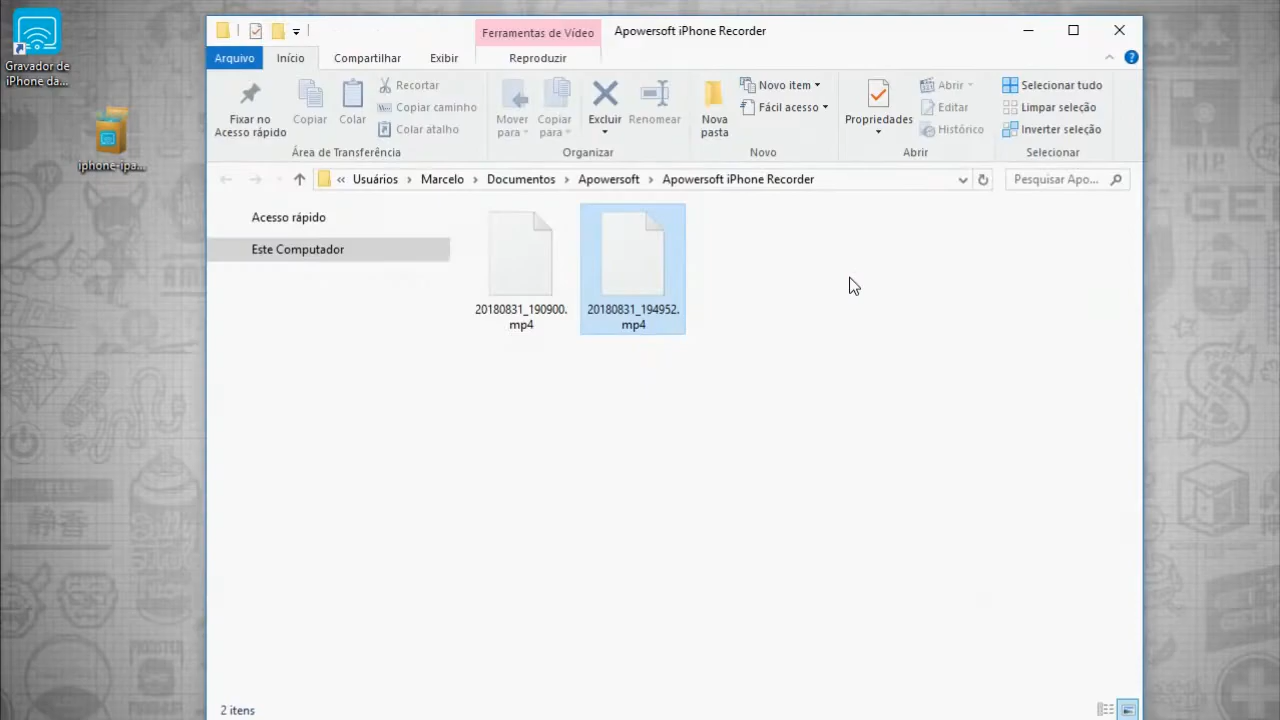 Gravador de
iPhone da...
iphone-ipa...
Ferramentas de Vídeo
Apowersoft iPhone Recorder
Arquivo
Início
Compartilhar
Exibir
Reproduzir
?
Fixar no
Acesso rápido
Copiar
Colar
Recortar
Copiar caminho
Colar atalho
Área de Transferência
Mover
para
Copiar
para
Excluir
Renomear
Organizar
Nova
pasta
Novo item
Fácil acesso
Novo
Propriedades
Abrir
Editar
Histórico
Abrir
Selecionar tudo
Limpar seleção
Inverter seleção
Selecionar
« Usuários > Marcelo > Documentos > Apowersoft > Apowersoft iPhone Recorder
Pesquisar Apo...
Acesso rápido
Este Computador
20180831_190900.
mp4
20180831_194952.
mp4
RIP
GEL
静香
2 itens